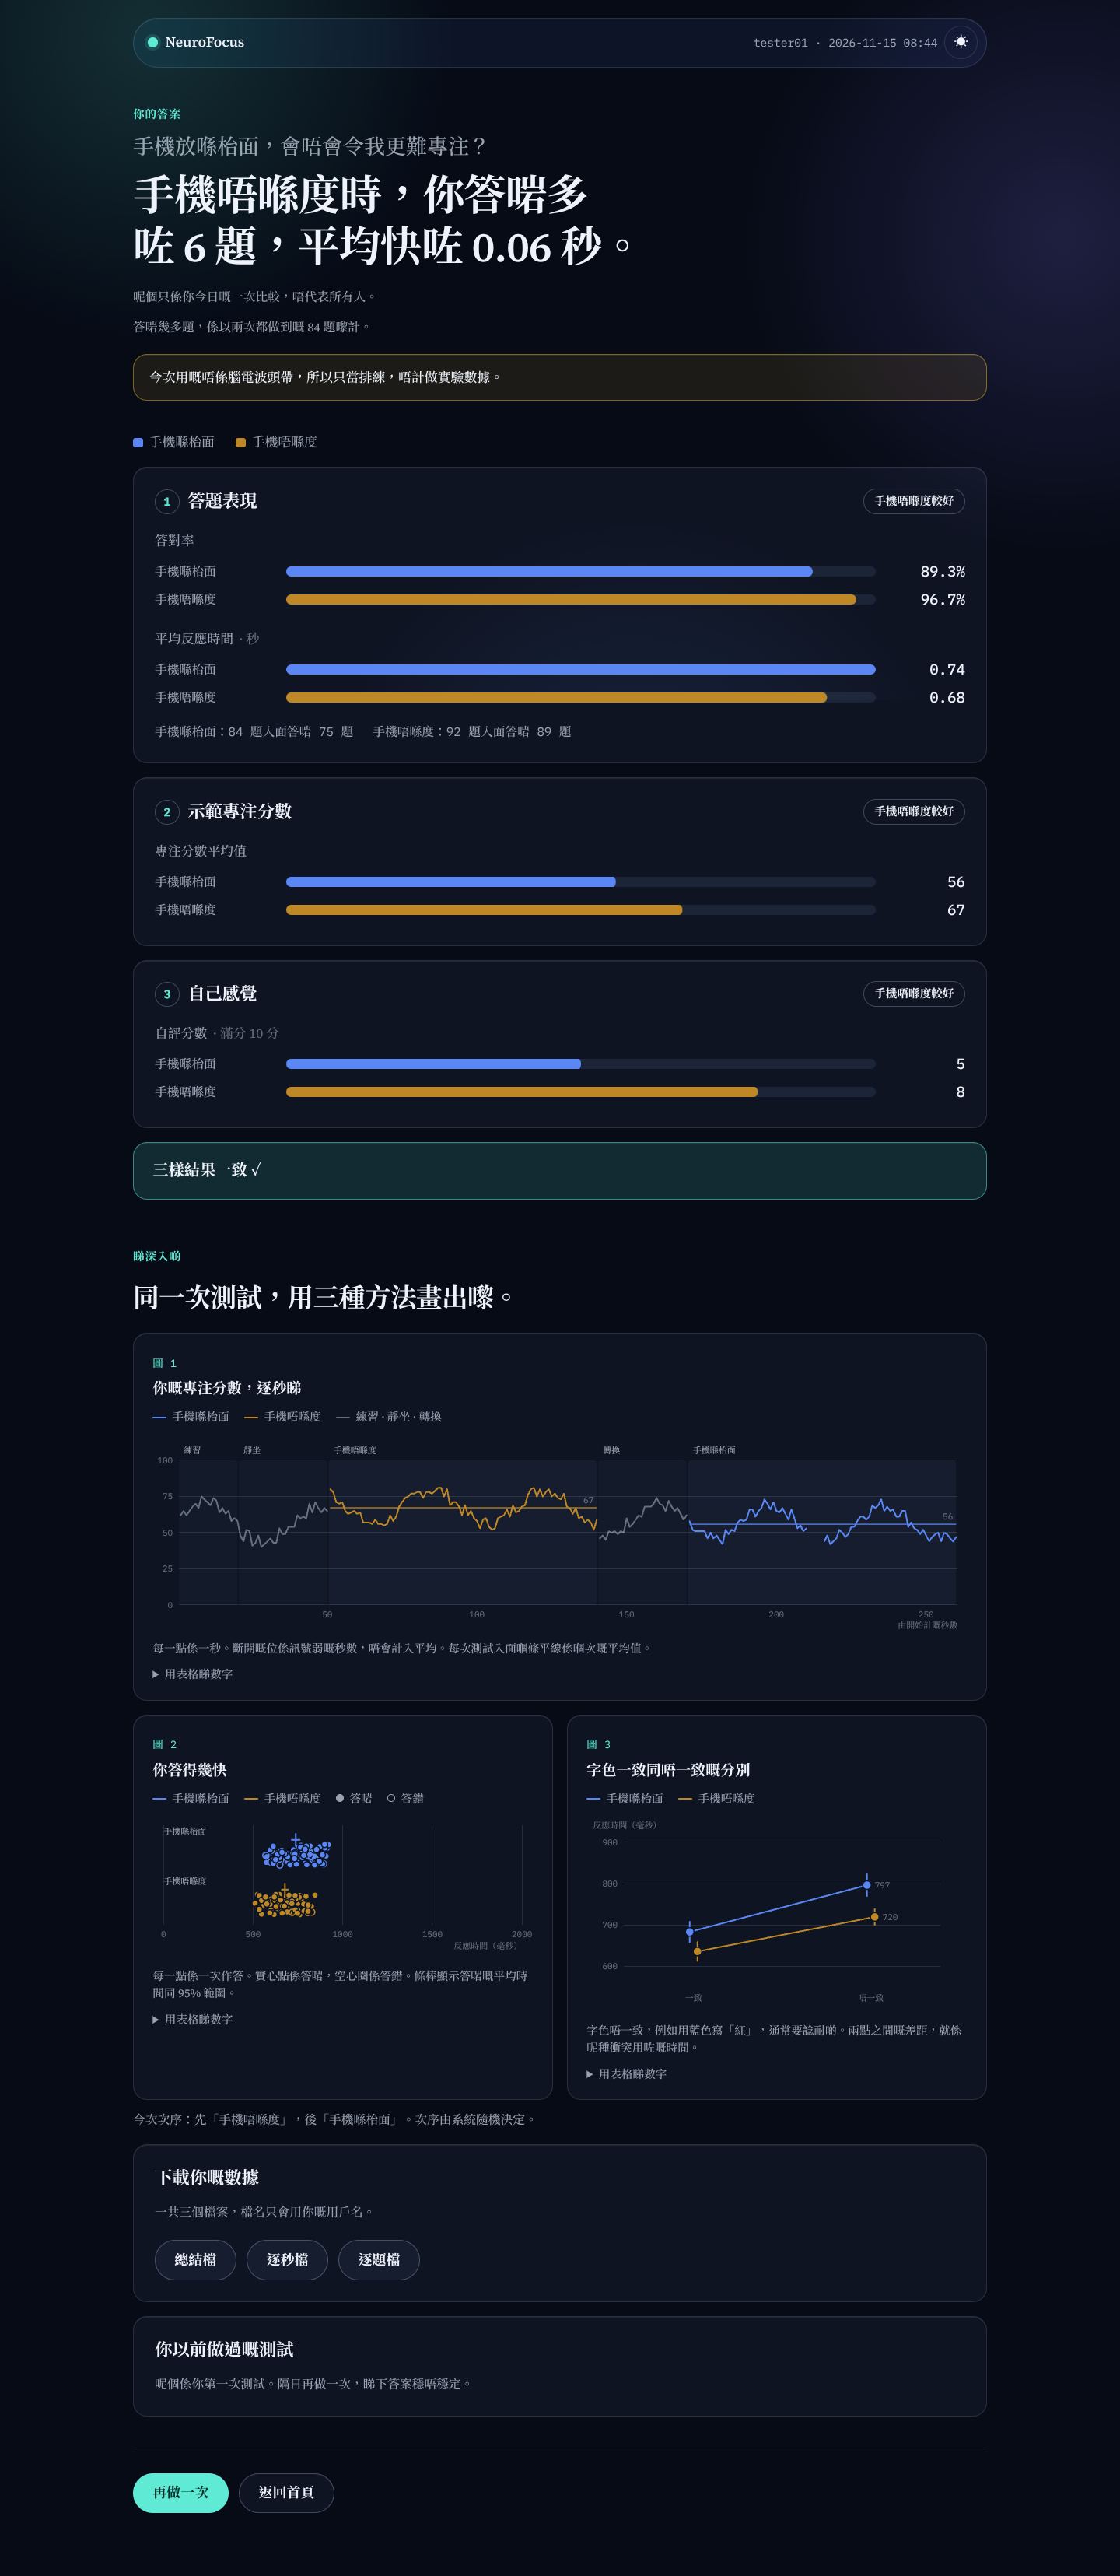 NeuroFocus
tester01 · 2026-11-15 08:44
你的答案
手機放喺枱面，會唔會令我更難專注？
手機唔喺度時，你答啱多
咗 6 題，平均快咗 0.06 秒。
呢個只係你今日嘅一次比較，唔代表所有人。
答啱幾多題，係以兩次都做到嘅 84 題嚟計。
今次用嘅唔係腦電波頭帶，所以只當排練，唔計做實驗數據。
手機喺枱面 手機唔喺度
1 答題表現 手機唔喺度較好
答對率
手機喺枱面 89.3%
手機唔喺度 96.7%
平均反應時間 · 秒
手機喺枱面 0.74
手機唔喺度 0.68
手機喺枱面：84 題入面答啱 75 題 手機唔喺度：92 題入面答啱 89 題
2 示範專注分數 手機唔喺度較好
專注分數平均值
手機喺枱面 56
手機唔喺度 67
3 自己感覺 手機唔喺度較好
自評分數 · 滿分 10 分
手機喺枱面 5
手機唔喺度 8
三樣結果一致 ✓
睇深入啲
同一次測試，用三種方法畫出嚟。
圖 1
你嘅專注分數，逐秒睇
手機喺枱面 手機唔喺度 練習 · 靜坐 · 轉換
練習 靜坐 手機唔喺度 轉換 手機喺枱面
100
75
67
56
50
25
0
50 100 150 200 250
由開始計嘅秒數
每一點係一秒。斷開嘅位係訊號弱嘅秒數，唔會計入平均。每次測試入面嗰條平線係嗰次嘅平均值。
▶ 用表格睇數字
圖 2
你答得幾快
手機喺枱面 手機唔喺度 答啱 答錯
手機喺枱面
手機唔喺度
0 500 1000 1500 2000
反應時間（毫秒）
每一點係一次作答。實心點係答啱，空心圈係答錯。條棒顯示答啱嘅平均時
間同 95% 範圍。
▶ 用表格睇數字
圖 3
字色一致同唔一致嘅分別
手機喺枱面 手機唔喺度
反應時間（毫秒）
900
800
797
720
700
600
一致 唔一致
字色唔一致，例如用藍色寫「紅」，通常要諗耐啲。兩點之間嘅差距，就係
呢種衝突用咗嘅時間。
▶ 用表格睇數字
今次次序：先「手機唔喺度」，後「手機喺枱面」。次序由系統隨機決定。
下載你嘅數據
一共三個檔案，檔名只會用你嘅用戶名。
總結檔 逐秒檔 逐題檔
你以前做過嘅測試
呢個係你第一次測試。隔日再做一次，睇下答案穩唔穩定。
再做一次 返回首頁